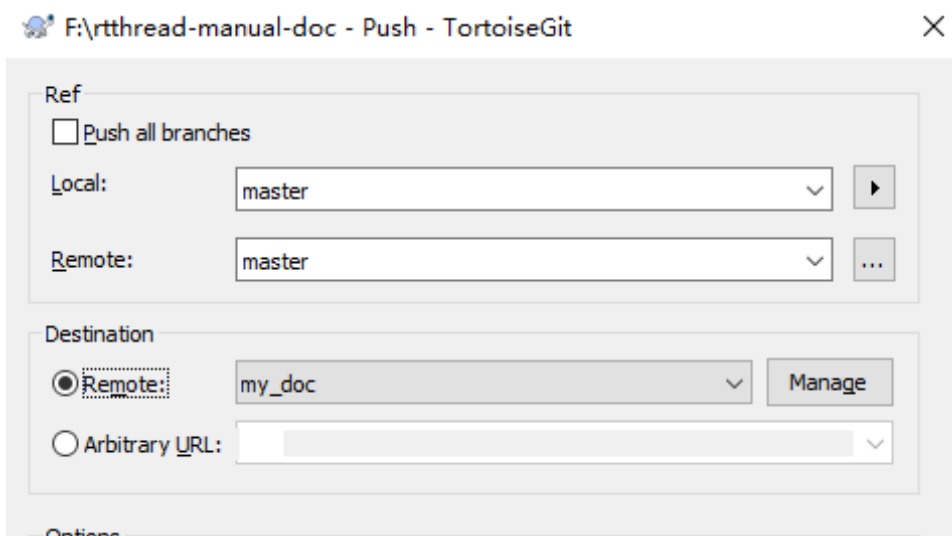 F:\rtthread-manual-doc - Push - TortoiseGit
Ref
Push all branches
Local: master
Remote: master ...
Destination
Remote: my_doc Manage
Arbitrary URL:
Options